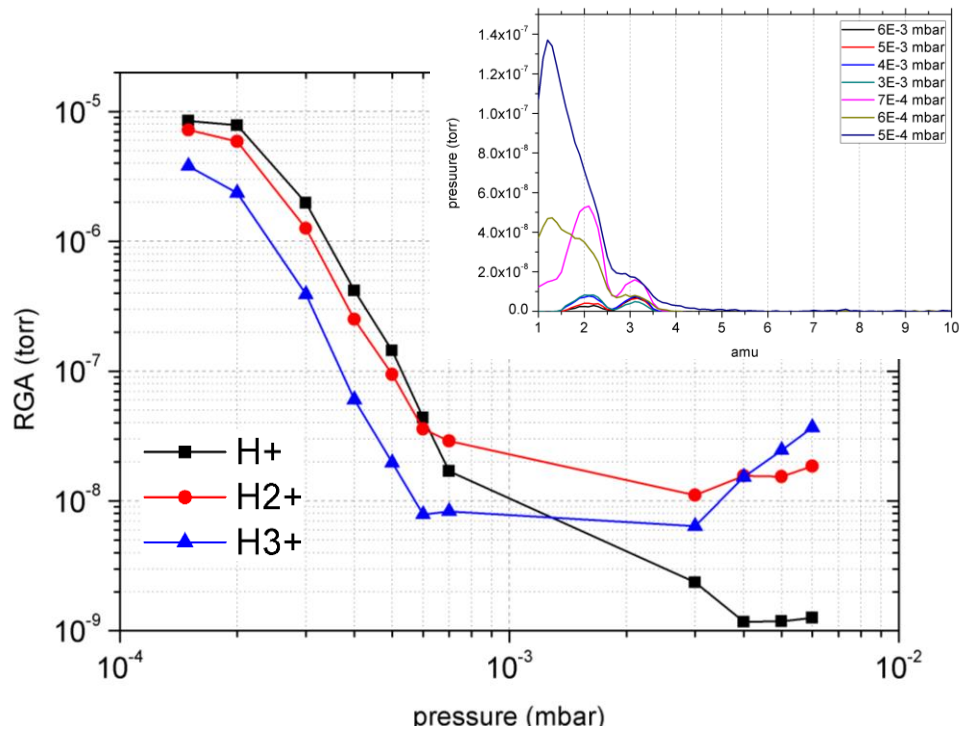 1.4x10-7
1.2x10-7
1.0x10-7
8.0x10-8
6.0x10-8
4.0x10-8
2.0x10-8
0.0
presuure (torr)
1 2 3 4 5 6 7 8 9 10
amu
6E-3 mbar
5E-3 mbar
4E-3 mbar
3E-3 mbar
7E-4 mbar
6E-4 mbar
5E-4 mbar
10-5
10-6
10-7
10-8
10-9
RGA (torr)
H+
H2+
H3+
10-4 10-3 10-2
pressure (mbar)